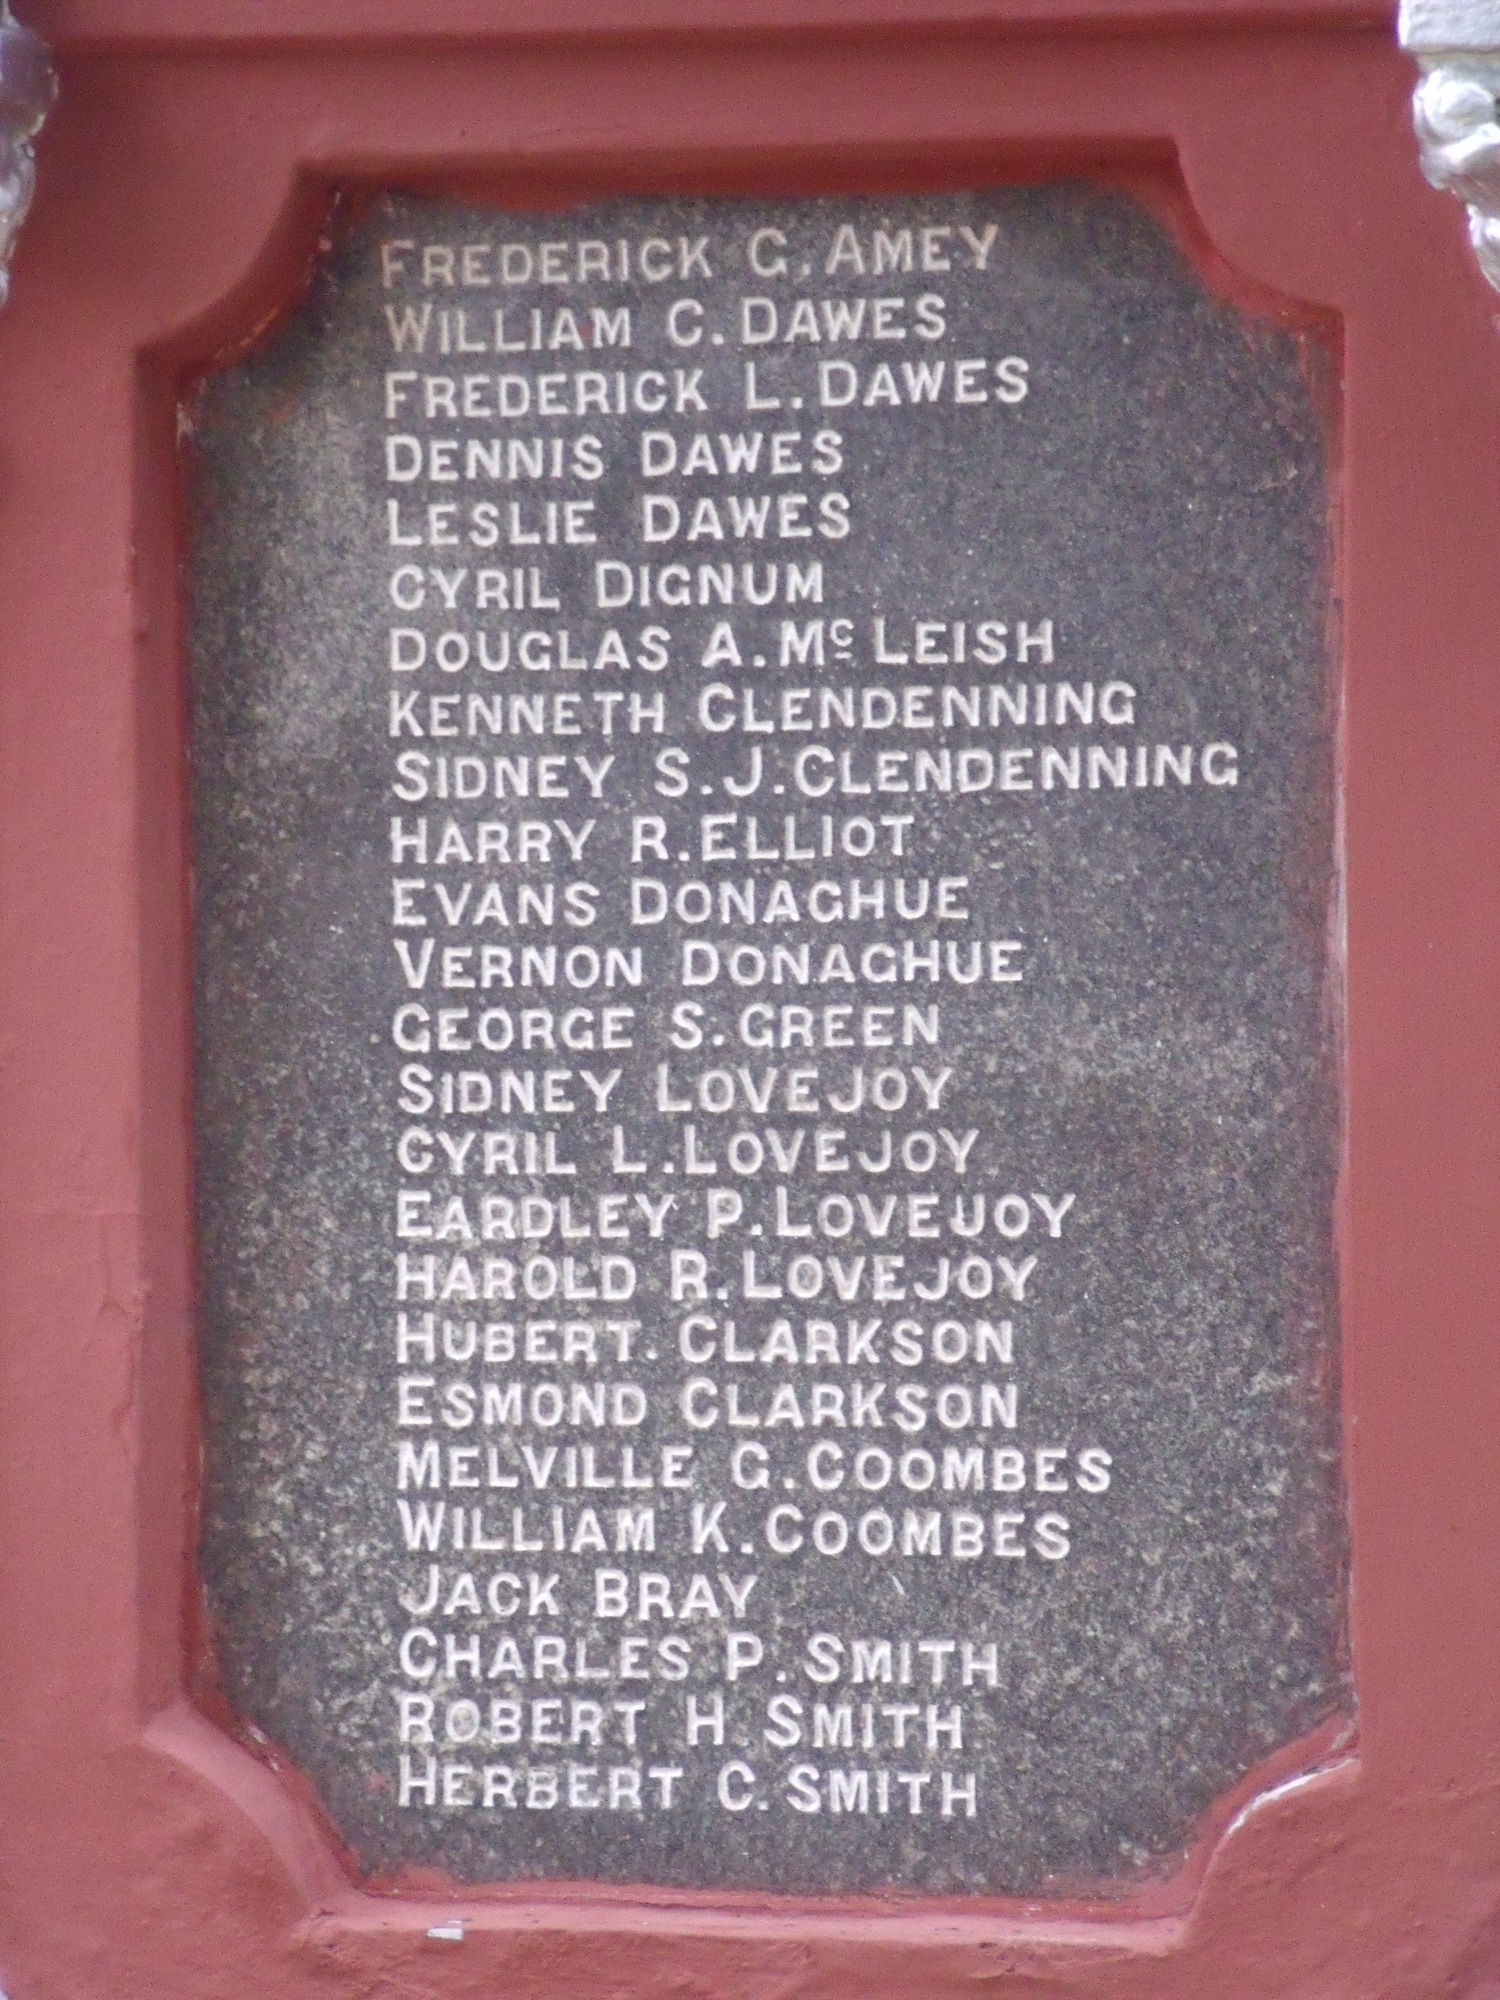 FREDERICK G. AMEY
WILLIAM C. DAWES
FREDERICK L. DAWES
DENNIS DAWES
LESLIE DAWES
CYRIL DIGNUM
DOUGLAS A. McLEISH
KENNETH CLENDENNING
SIDNEY S. J. CLENDENNING
HARRY R. ELLIOT
EVANS DONAGHUE
VERNON DONAGHUE
GEORGE S. GREEN
SIDNEY LOVEJOY
CYRIL L. LOVEJOY
EARDLEY P. LOVEJOY
HAROLD R. LOVEJOY
HUBERT. CLARKSON
ESMOND CLARKSON
MELVILLE G. COOMBES
WILLIAM K. COOMBES
JACK BRAY
CHARLES P. SMITH
ROBERT H. SMITH
HERBERT C. SMITH